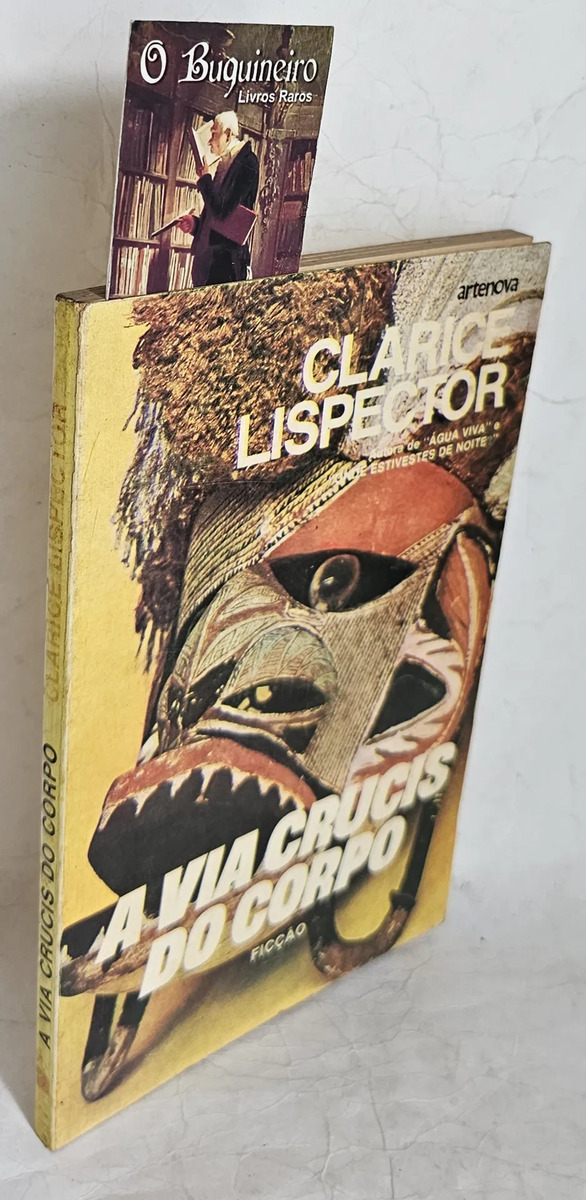 O Buquineiro
Livros Raros
artenova
CLARICE
LISPECTOR
Autora de "ÁGUA VIVA" e
ESTIVESTES DE NOITE"
A VIA CRUCIS
DO CORPO
FICÇÃO
A VIA CRUCIS DO CORPO CLARICE LISPECTOR